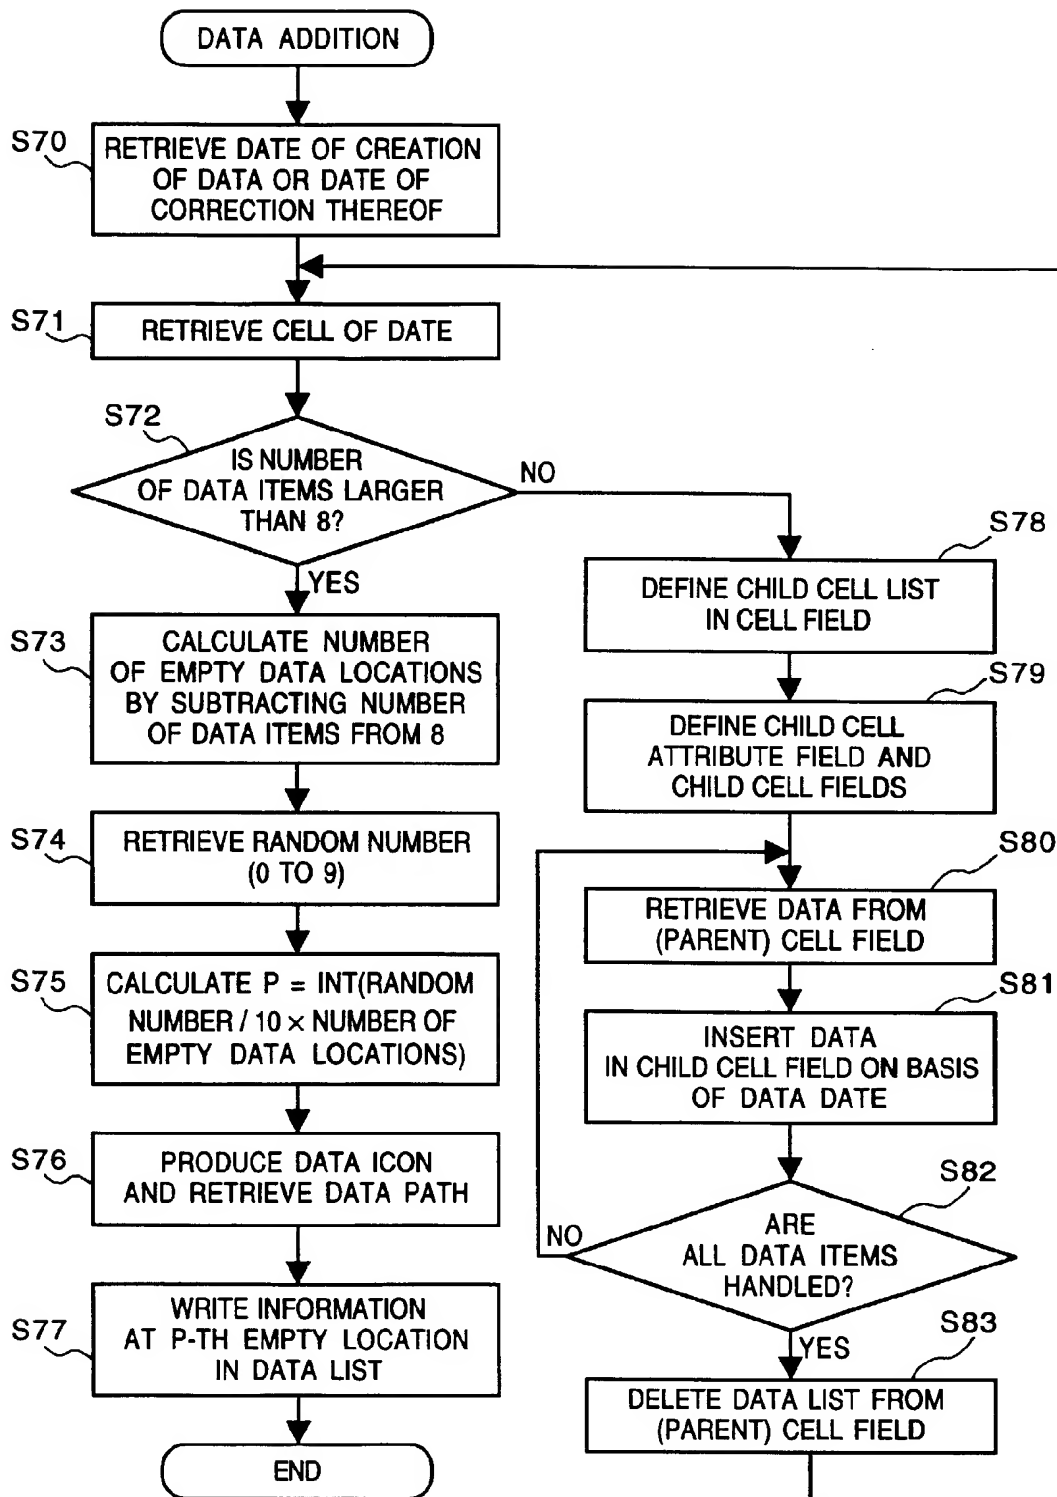 DATA ADDITION
S70
RETRIEVE DATE OF CREATION
OF DATA OR DATE OF
CORRECTION THEREOF
S71
RETRIEVE CELL OF DATE
S72
IS NUMBER
OF DATA ITEMS LARGER
THAN 8?
NO
YES
S73
CALCULATE NUMBER
OF EMPTY DATA LOCATIONS
BY SUBTRACTING NUMBER
OF DATA ITEMS FROM 8
S74
RETRIEVE RANDOM NUMBER
(0 TO 9)
S75
CALCULATE P = INT(RANDOM
NUMBER / 10 × NUMBER OF
EMPTY DATA LOCATIONS)
S76
PRODUCE DATA ICON
AND RETRIEVE DATA PATH
S77
WRITE INFORMATION
AT P-TH EMPTY LOCATION
IN DATA LIST
END
S78
DEFINE CHILD CELL LIST
IN CELL FIELD
S79
DEFINE CHILD CELL
ATTRIBUTE FIELD AND
CHILD CELL FIELDS
S80
RETRIEVE DATA FROM
(PARENT) CELL FIELD
S81
INSERT DATA
IN CHILD CELL FIELD ON BASIS
OF DATA DATE
S82
ARE
ALL DATA ITEMS
HANDLED?
NO
YES
S83
DELETE DATA LIST FROM
(PARENT) CELL FIELD